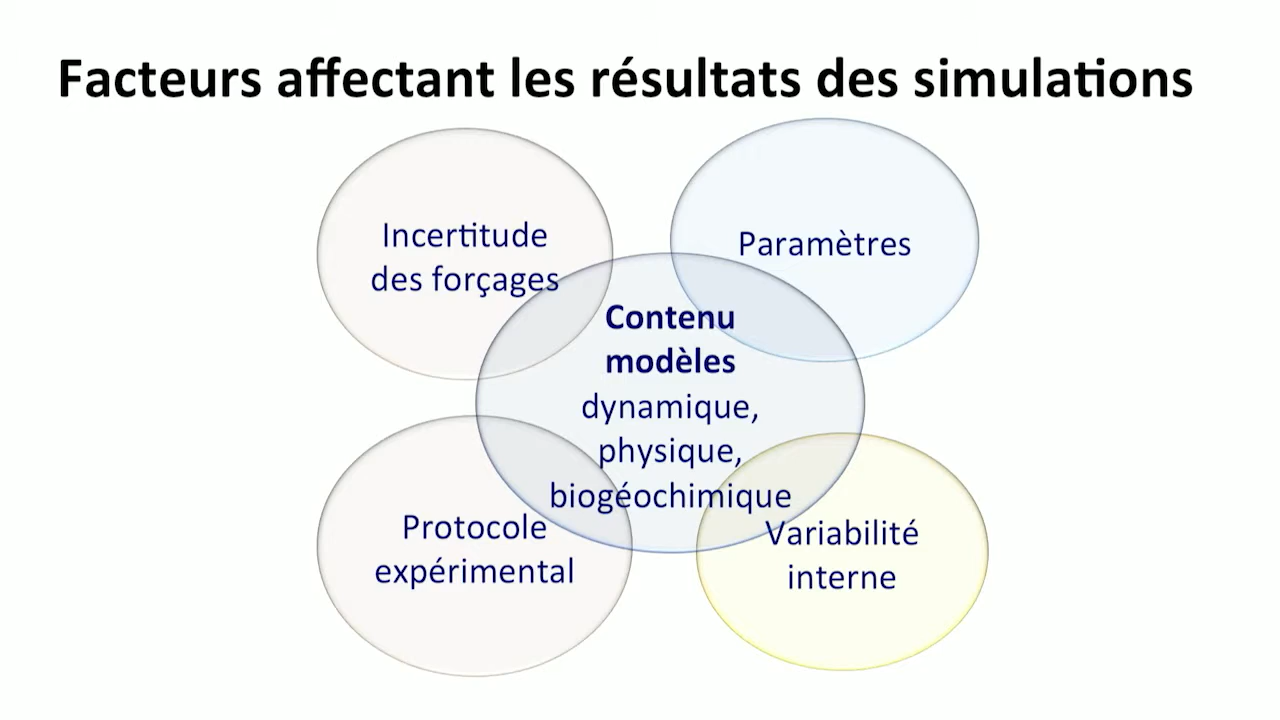 Facteurs affectant les résultats des simulations
Incertitude
des forçages
Paramètres
Contenu
modèles
dynamique,
physique,
biogéochimique
Protocole
expérimental
Variabilité
interne